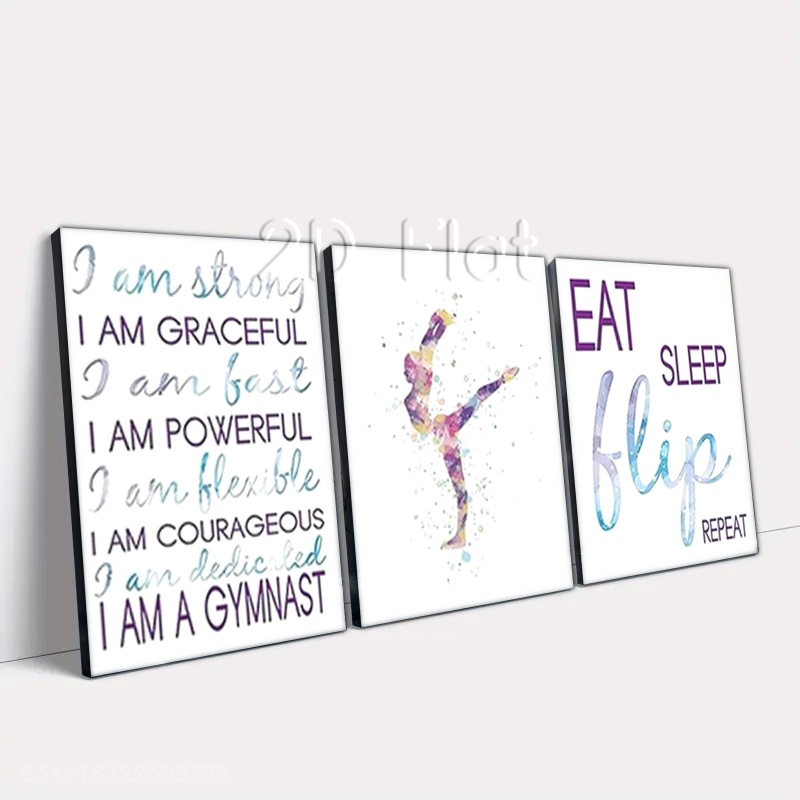 2D Flat
I am strong
I AM GRACEFUL
I am fast
I AM POWERFUL
I am flexible
I AM COURAGEOUS
I am dedicated
I AM A GYMNAST
EAT
SLEEP
flip
REPEAT
634418222598799